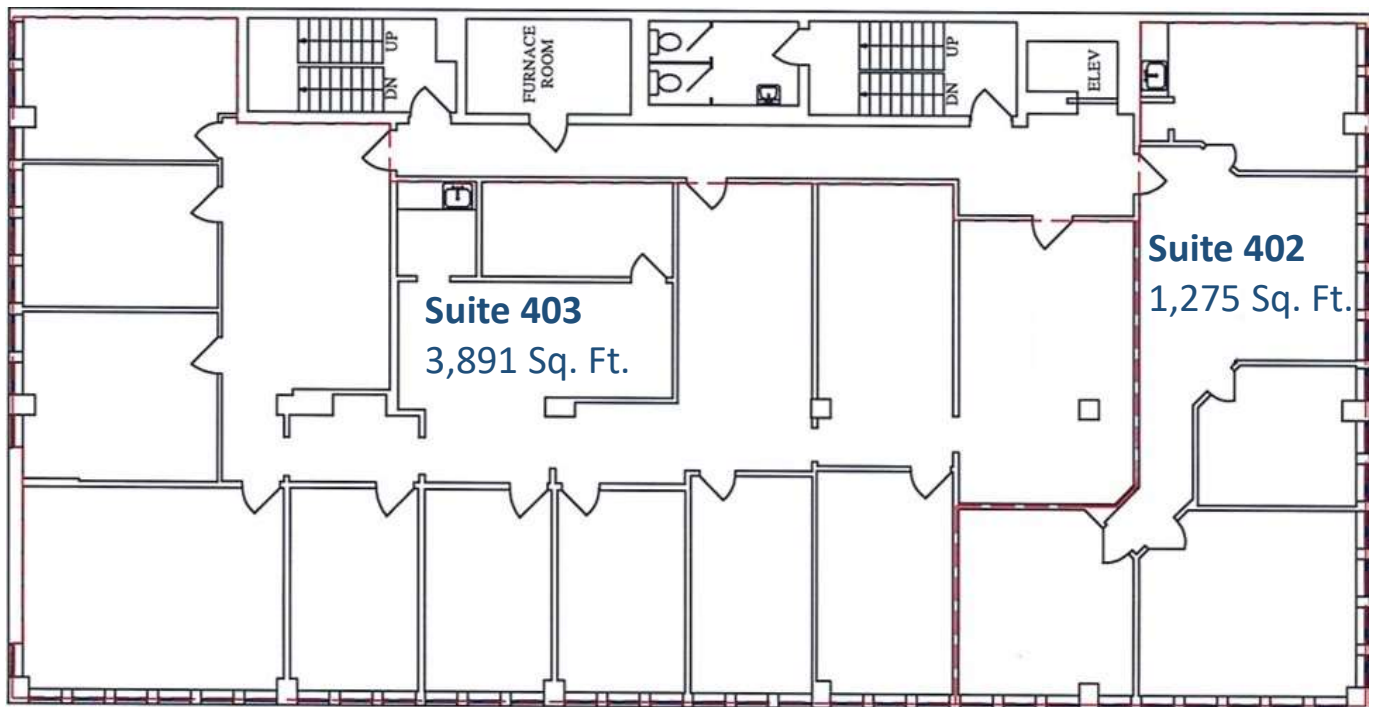 UP
DN
FURNACE
ROOM
UP
DN
ELEV
Suite 403
3,891 Sq. Ft.
Suite 402
1,275 Sq. Ft.